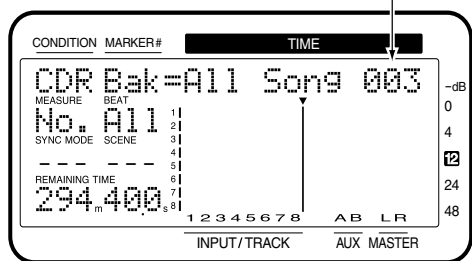 CONDITION MARKER# TIME
CDR Bak=All Song 003
MEASURE BEAT
No. All
SYNC MODE SCENE
--- ---
REMAINING TIME
294m 400s
1
2
3
4
5
6
7
8
1 2 3 4 5 6 7 8 A B L R
INPUT/TRACK AUX MASTER
–dB
0
4
12
24
48